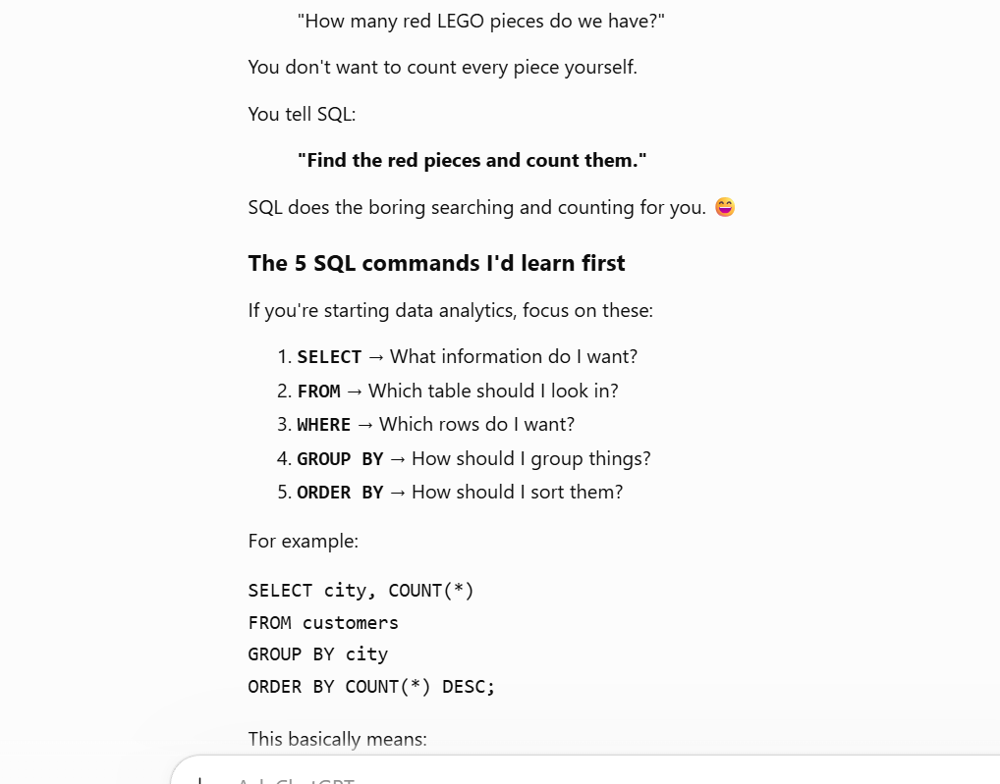 "How many red LEGO pieces do we have?"
You don't want to count every piece yourself.
You tell SQL:
"Find the red pieces and count them."
SQL does the boring searching and counting for you. 😄
The 5 SQL commands I'd learn first
If you're starting data analytics, focus on these:
1. SELECT → What information do I want?
2. FROM → Which table should I look in?
3. WHERE → Which rows do I want?
4. GROUP BY → How should I group things?
5. ORDER BY → How should I sort them?
For example:
SELECT city, COUNT(*)
FROM customers
GROUP BY city
ORDER BY COUNT(*) DESC;
This basically means: